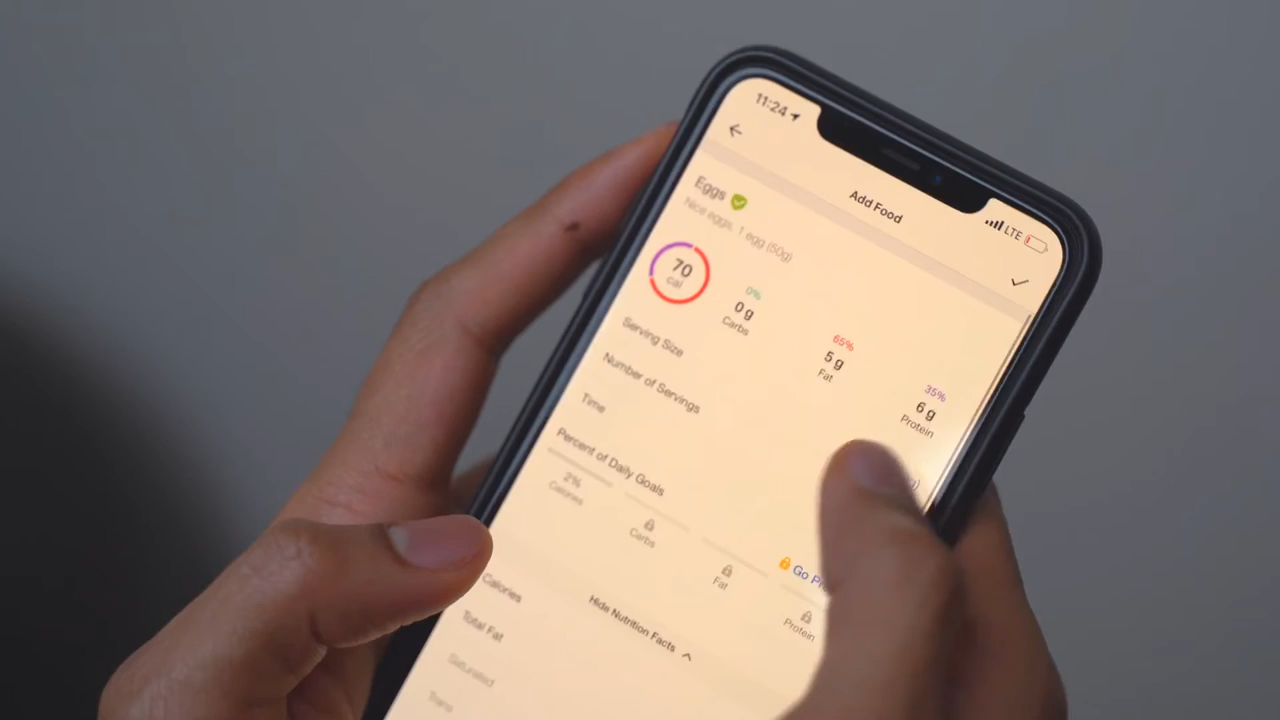 11:24
LTE
Add Food
Eggs
Nice eggs, 1 egg (50g)
70
cal
0%
0 g
Carbs
65%
5 g
Fat
35%
6 g
Protein
Serving Size
Number of Servings
Time
Percent of Daily Goals
2%
Calories
Carbs
Fat
Protein
Go
Hide Nutrition Facts
Calories
Total Fat
Saturated
Trans